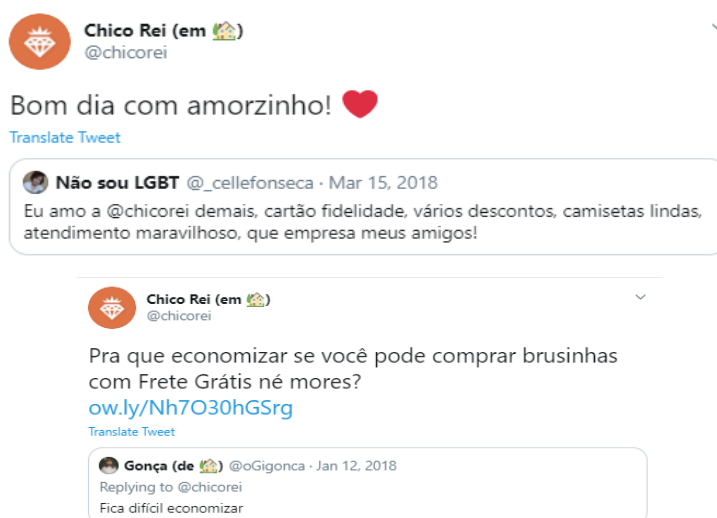 Chico Rei (em 🏡)
@chicorei
Bom dia com amorzinho! ❤️
Translate Tweet
Não sou LGBT @_cellefonseca · Mar 15, 2018
Eu amo a @chicorei demais, cartão fidelidade, vários descontos, camisetas lindas,
atendimento maravilhoso, que empresa meus amigos!
Chico Rei (em 🏡)
@chicorei
Pra que economizar se você pode comprar brusinhas
com Frete Grátis né mores?
ow.ly/Nh7O30hGSrg
Translate Tweet
Gonça (de 🏡) @oGigonca · Jan 12, 2018
Replying to @chicorei
Fica difícil economizar